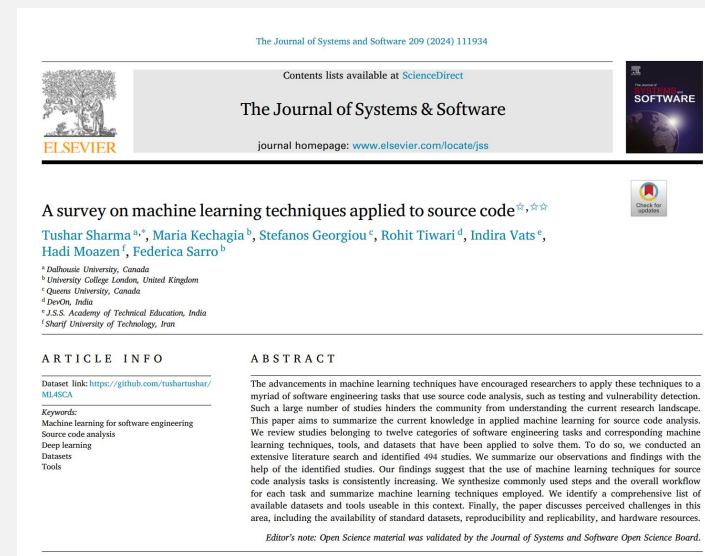 The Journal of Systems and Software 209 (2024) 111934
Contents lists available at ScienceDirect
The Journal of Systems & Software
journal homepage: www.elsevier.com/locate/jss
ELSEVIER
SYSTEMS and
SOFTWARE
Check for
updates
A survey on machine learning techniques applied to source code☆,☆☆
Tushar Sharma a,*, Maria Kechagia b, Stefanos Georgiou c, Rohit Tiwari d, Indira Vats e,
Hadi Moazen f, Federica Sarro b
a Dalhousie University, Canada
b University College London, United Kingdom
c Queens University, Canada
d DevOn, India
e J.S.S. Academy of Technical Education, India
f Sharif University of Technology, Iran
ARTICLE INFO
Dataset link: https://github.com/tushartushar/
ML4SCA
Keywords:
Machine learning for software engineering
Source code analysis
Deep learning
Datasets
Tools
ABSTRACT
The advancements in machine learning techniques have encouraged researchers to apply these techniques to a
myriad of software engineering tasks that use source code analysis, such as testing and vulnerability detection.
Such a large number of studies hinders the community from understanding the current research landscape.
This paper aims to summarize the current knowledge in applied machine learning for source code analysis.
We review studies belonging to twelve categories of software engineering tasks and corresponding machine
learning techniques, tools, and datasets that have been applied to solve them. To do so, we conducted an
extensive literature search and identified 494 studies. We summarize our observations and findings with the
help of the identified studies. Our findings suggest that the use of machine learning techniques for source
code analysis tasks is consistently increasing. We synthesize commonly used steps and the overall workflow
for each task and summarize machine learning techniques employed. We identify a comprehensive list of
available datasets and tools useable in this context. Finally, the paper discusses perceived challenges in this
area, including the availability of standard datasets, reproducibility and replicability, and hardware resources.
Editor's note: Open Science material was validated by the Journal of Systems and Software Open Science Board.